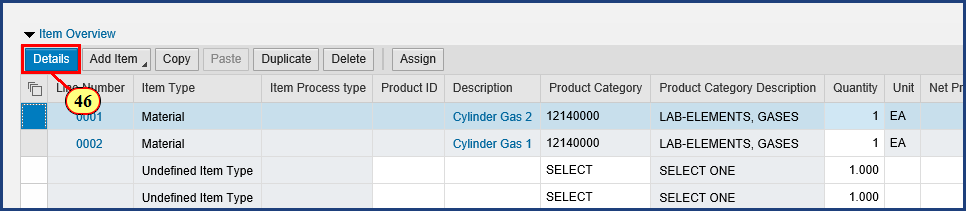 Item Overview
Details Add Item Copy Paste Duplicate Delete Assign
46
Line Number Item Type Item Process type Product ID Description Product Category Product Category Description Quantity Unit Net Pr
0001 Material Cylinder Gas 2 12140000 LAB-ELEMENTS, GASES 1 EA
0002 Material Cylinder Gas 1 12140000 LAB-ELEMENTS, GASES 1 EA
Undefined Item Type SELECT SELECT ONE 1.000
Undefined Item Type SELECT SELECT ONE 1.000